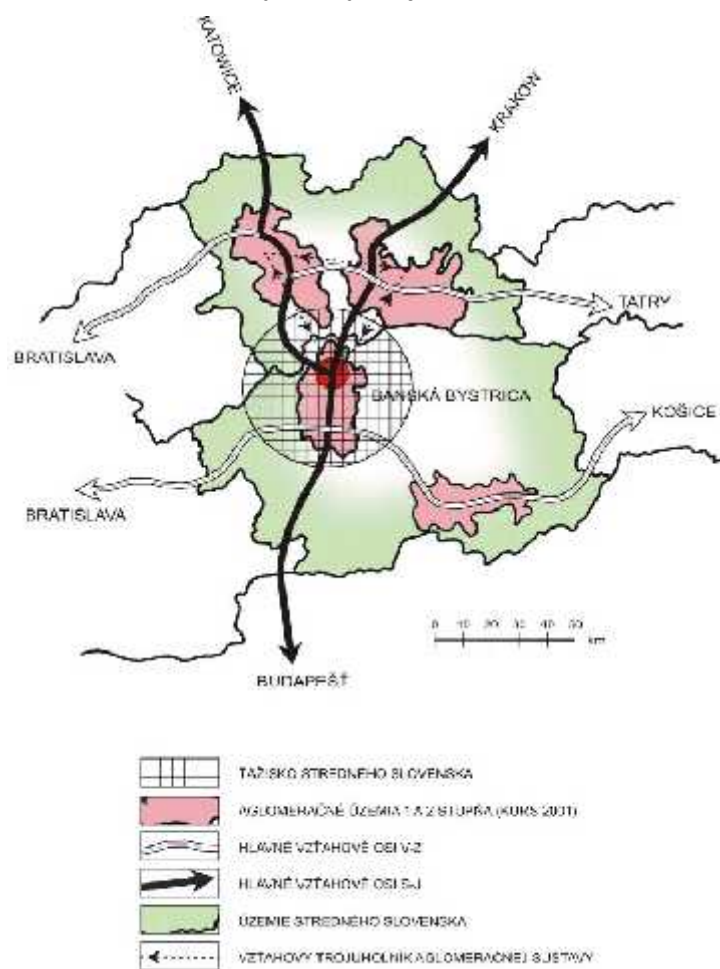 KATOWICE
KRAKOW
TATRY
BRATISLAVA
BANSKÁ BYSTRICA
KOŠICE
BRATISLAVA
0 10 20 30 40 50
km
BUDAPEŠŤ
ŤAŽISKO STREDNÉHO SLOVENSKA
AGLOMERAČNÉ ÚZEMIA 1 A 2 STUPŇA (KURS 2001)
HLAVNÉ VZŤAHOVÉ OSI V-Z
HLAVNÉ VZŤAHOVÉ OSI S-J
ÚZEMIE STREDNÉHO SLOVENSKA
VZŤAHOVÝ TROJUHOLNÍK AGLOMERAČNEJ SÚSTAVY